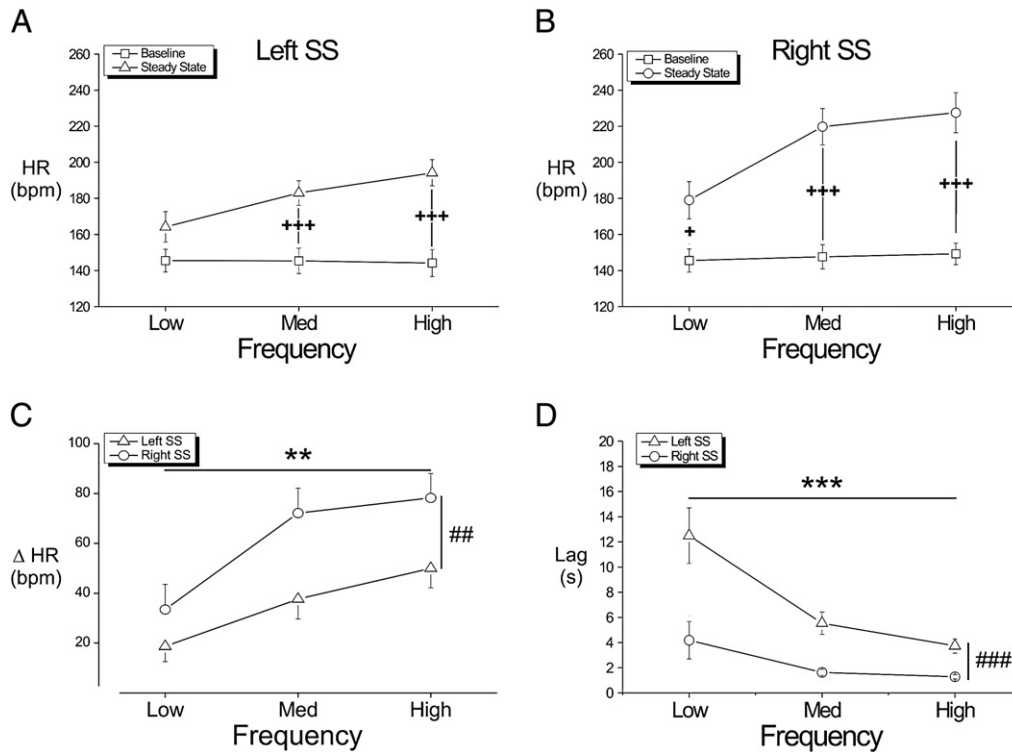 A
Left SS
Baseline
Steady State
HR
(bpm)
260
240
220
200
180
160
140
120
+++
+++
Low
Med
High
Frequency
B
Right SS
Baseline
Steady State
HR
(bpm)
260
240
220
200
180
160
140
120
+
+++
+++
Low
Med
High
Frequency
C
Left SS
Right SS
Δ HR
(bpm)
100
80
60
40
20
**
##
Low
Med
High
Frequency
D
Left SS
Right SS
Lag
(s)
20
18
16
14
12
10
8
6
4
2
0
***
###
Low
Med
High
Frequency